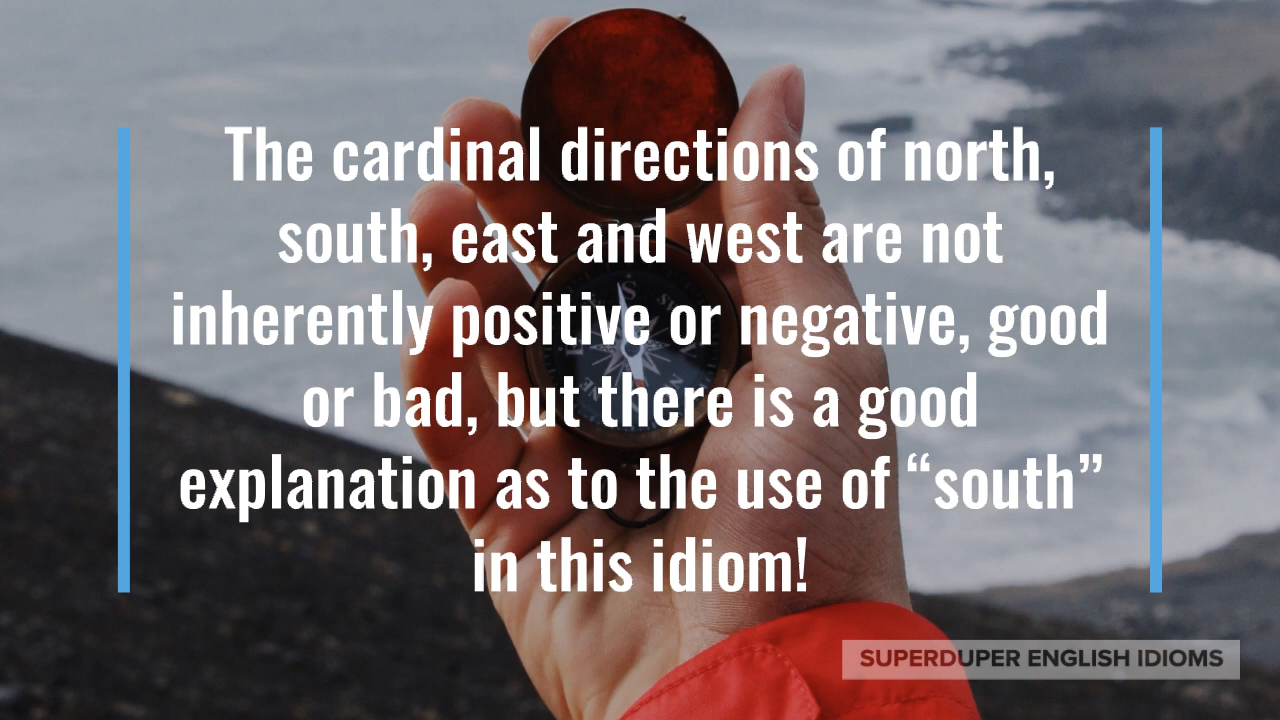 The cardinal directions of north,
south, east and west are not
inherently positive or negative, good
or bad, but there is a good
explanation as to the use of “south”
in this idiom!
SUPERDUPER ENGLISH IDIOMS